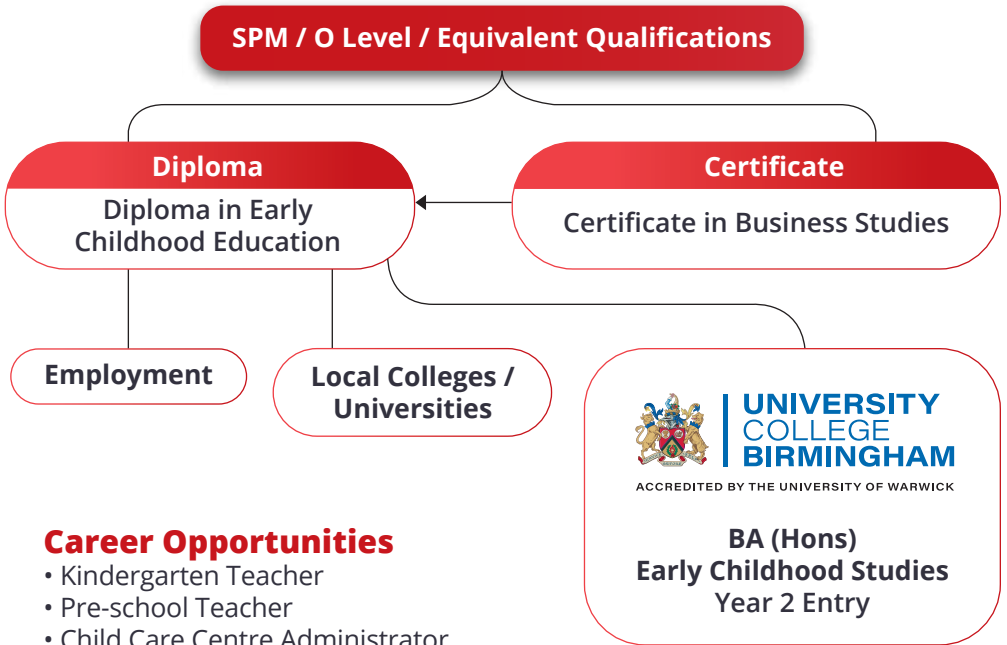 SPM / O Level / Equivalent Qualifications
Diploma
Diploma in Early
Childhood Education
Certificate
Certificate in Business Studies
Employment
Local Colleges /
Universities
UNIVERSITY
COLLEGE
BIRMINGHAM
ACCREDITED BY THE UNIVERSITY OF WARWICK
BA (Hons)
Early Childhood Studies
Year 2 Entry
Career Opportunities
• Kindergarten Teacher
• Pre-school Teacher
• Child Care Centre Administrator